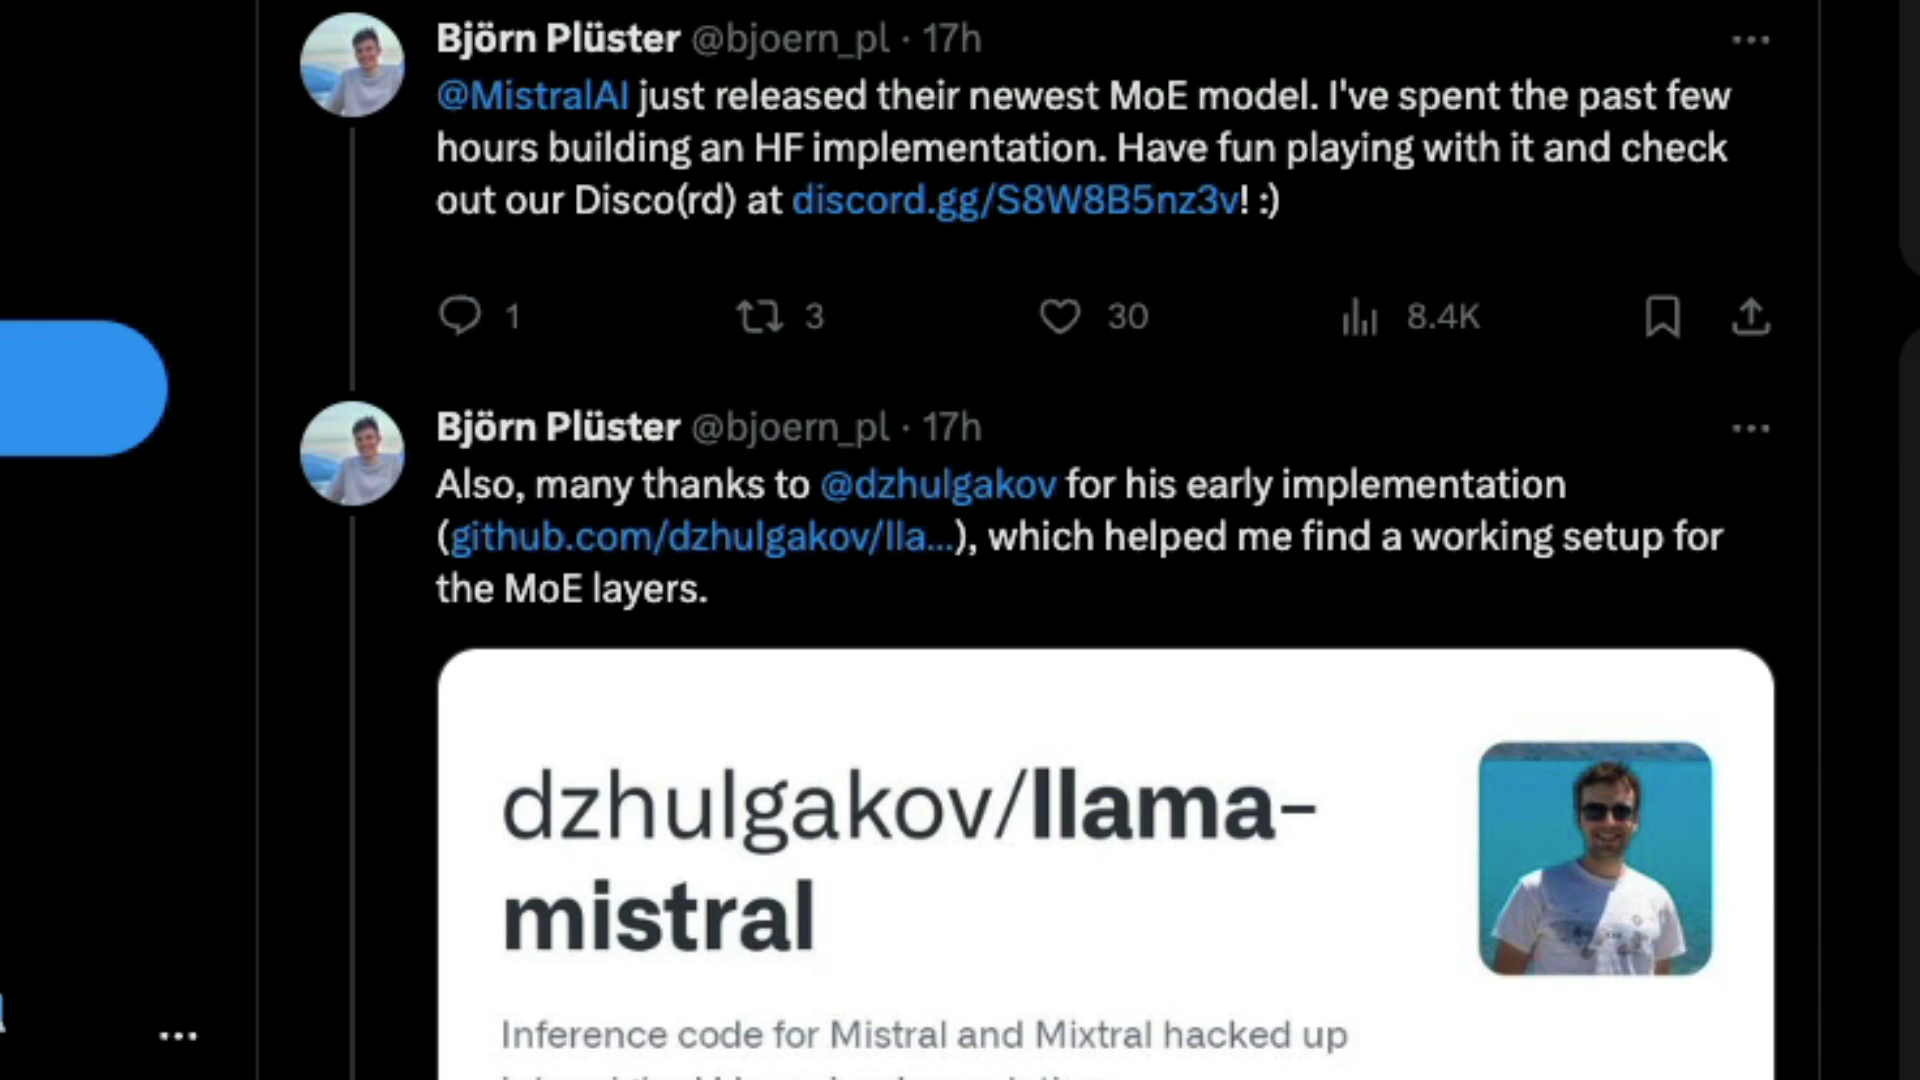 Björn Plüster @bjoern_pl · 17h
@MistralAI just released their newest MoE model. I've spent the past few
hours building an HF implementation. Have fun playing with it and check
out our Disco(rd) at discord.gg/S8W8B5nz3v! :)
1 3 30 8.4K
Björn Plüster @bjoern_pl · 17h
Also, many thanks to @dzhulgakov for his early implementation
(github.com/dzhulgakov/lla...), which helped me find a working setup for
the MoE layers.
dzhulgakov/llama-
mistral
Inference code for Mistral and Mixtral hacked up